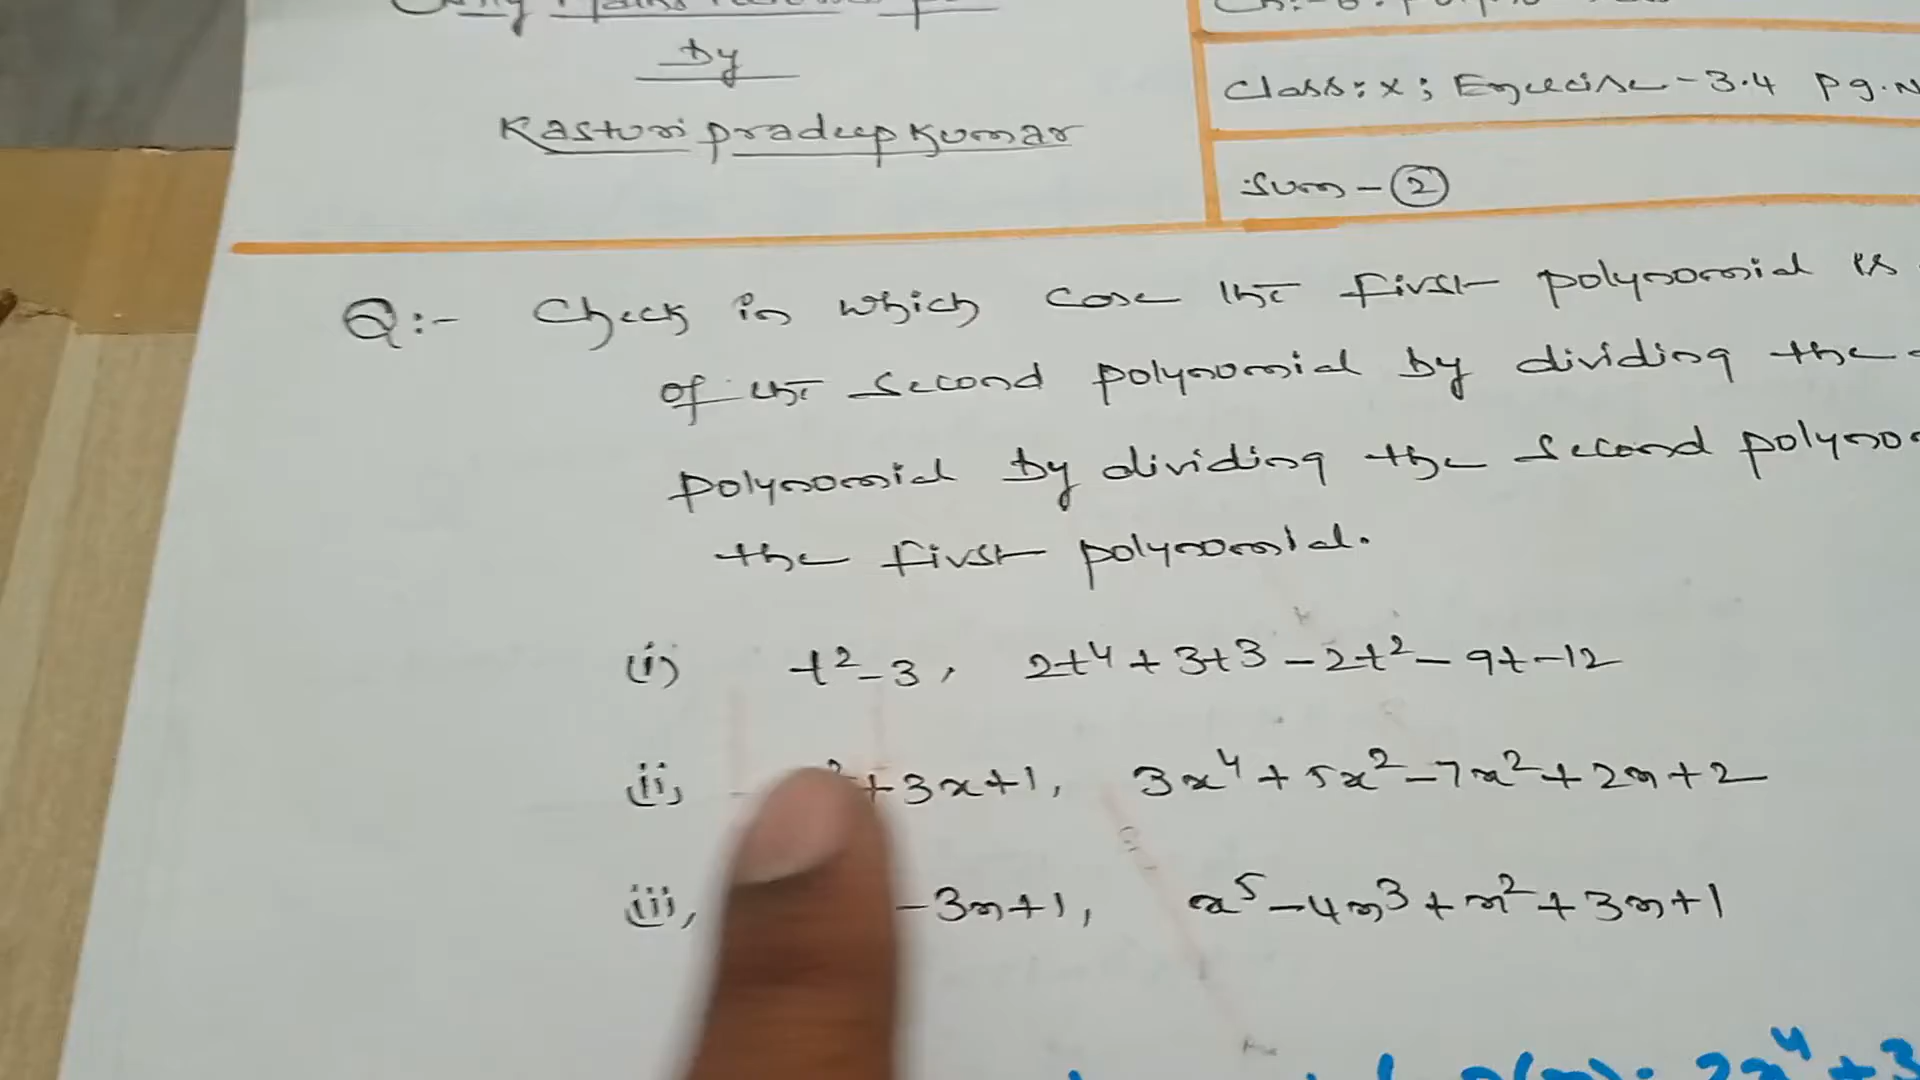 by
Kasturi pradeep Kumar
Class: X; Exercise - 3.4 pg.N
Sum - 2
Q:- Check in which case the first polynomial is
of the second polynomial by dividing the
polynomial by dividing the second polyno
the first polynomial.
(i) t²-3, 2t⁴+3t3-2t²-9t-12
(ii) ²+3x+1, 3x⁴+5x²-7x²+2x+2
(iii) -3x+1, x⁵-4x³+x²+3x+1
2x⁴+3